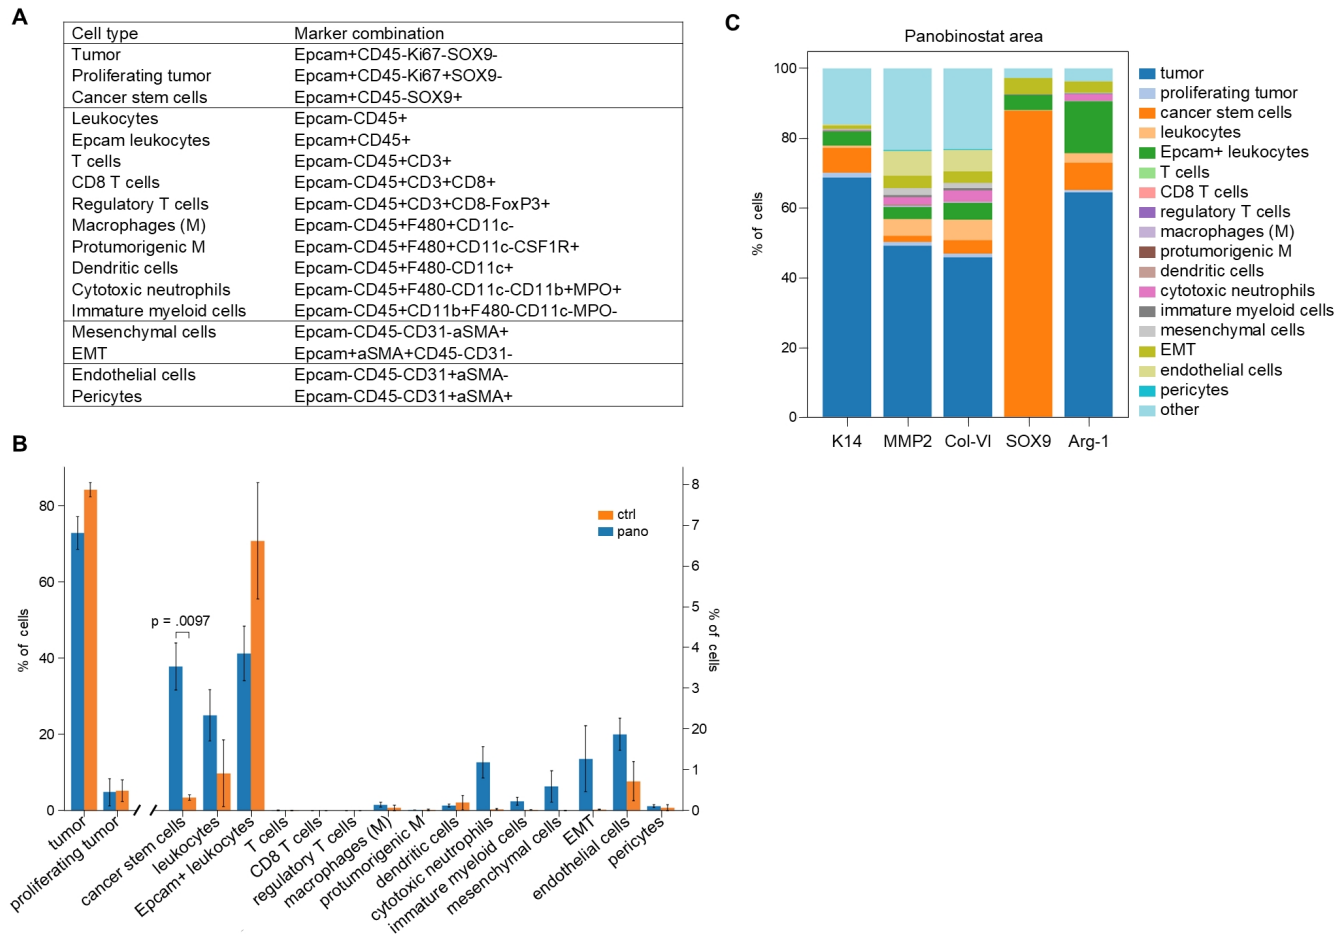 A
Cell type Marker combination
Tumor Epcam+CD45-Ki67-SOX9-
Proliferating tumor Epcam+CD45-Ki67+SOX9-
Cancer stem cells Epcam+CD45-SOX9+
Leukocytes Epcam-CD45+
Epcam leukocytes Epcam+CD45+
T cells Epcam-CD45+CD3+
CD8 T cells Epcam-CD45+CD3+CD8+
Regulatory T cells Epcam-CD45+CD3+CD8-FoxP3+
Macrophages (M) Epcam-CD45+F480+CD11c-
Protumorigenic M Epcam-CD45+F480+CD11c-CSF1R+
Dendritic cells Epcam-CD45+F480-CD11c+
Cytotoxic neutrophils Epcam-CD45+F480-CD11c-CD11b+MPO+
Immature myeloid cells Epcam-CD45+CD11b+F480-CD11c-MPO-
Mesenchymal cells Epcam-CD45-CD31-aSMA+
EMT Epcam+aSMA+CD45-CD31-
Endothelial cells Epcam-CD45-CD31+aSMA-
Pericytes Epcam-CD45-CD31+aSMA+
B
80
60
40
20
0
% of cells
p = .0097
ctrl
pano
8
7
6
5
4
3
20
1
0
% of cells
tumor
proliferating tumor
cancer stem cells
leukocytes
Epcam+ leukocytes
T cells
CD8 T cells
regulatory T cells
macrophages (M)
protumorigenic M
dendritic cells
cytotoxic neutrophils
immature myeloid cells
mesenchymal cells
EMT
endothelial cells
pericytes
C
Panobinostat area
100
80
60
40
20
0
% of cells
K14 MMP2 Col-VI SOX9 Arg-1
tumor
proliferating tumor
cancer stem cells
leukocytes
Epcam+ leukocytes
T cells
CD8 T cells
regulatory T cells
macrophages (M)
protumorigenic M
dendritic cells
cytotoxic neutrophils
immature myeloid cells
mesenchymal cells
EMT
endothelial cells
pericytes
other